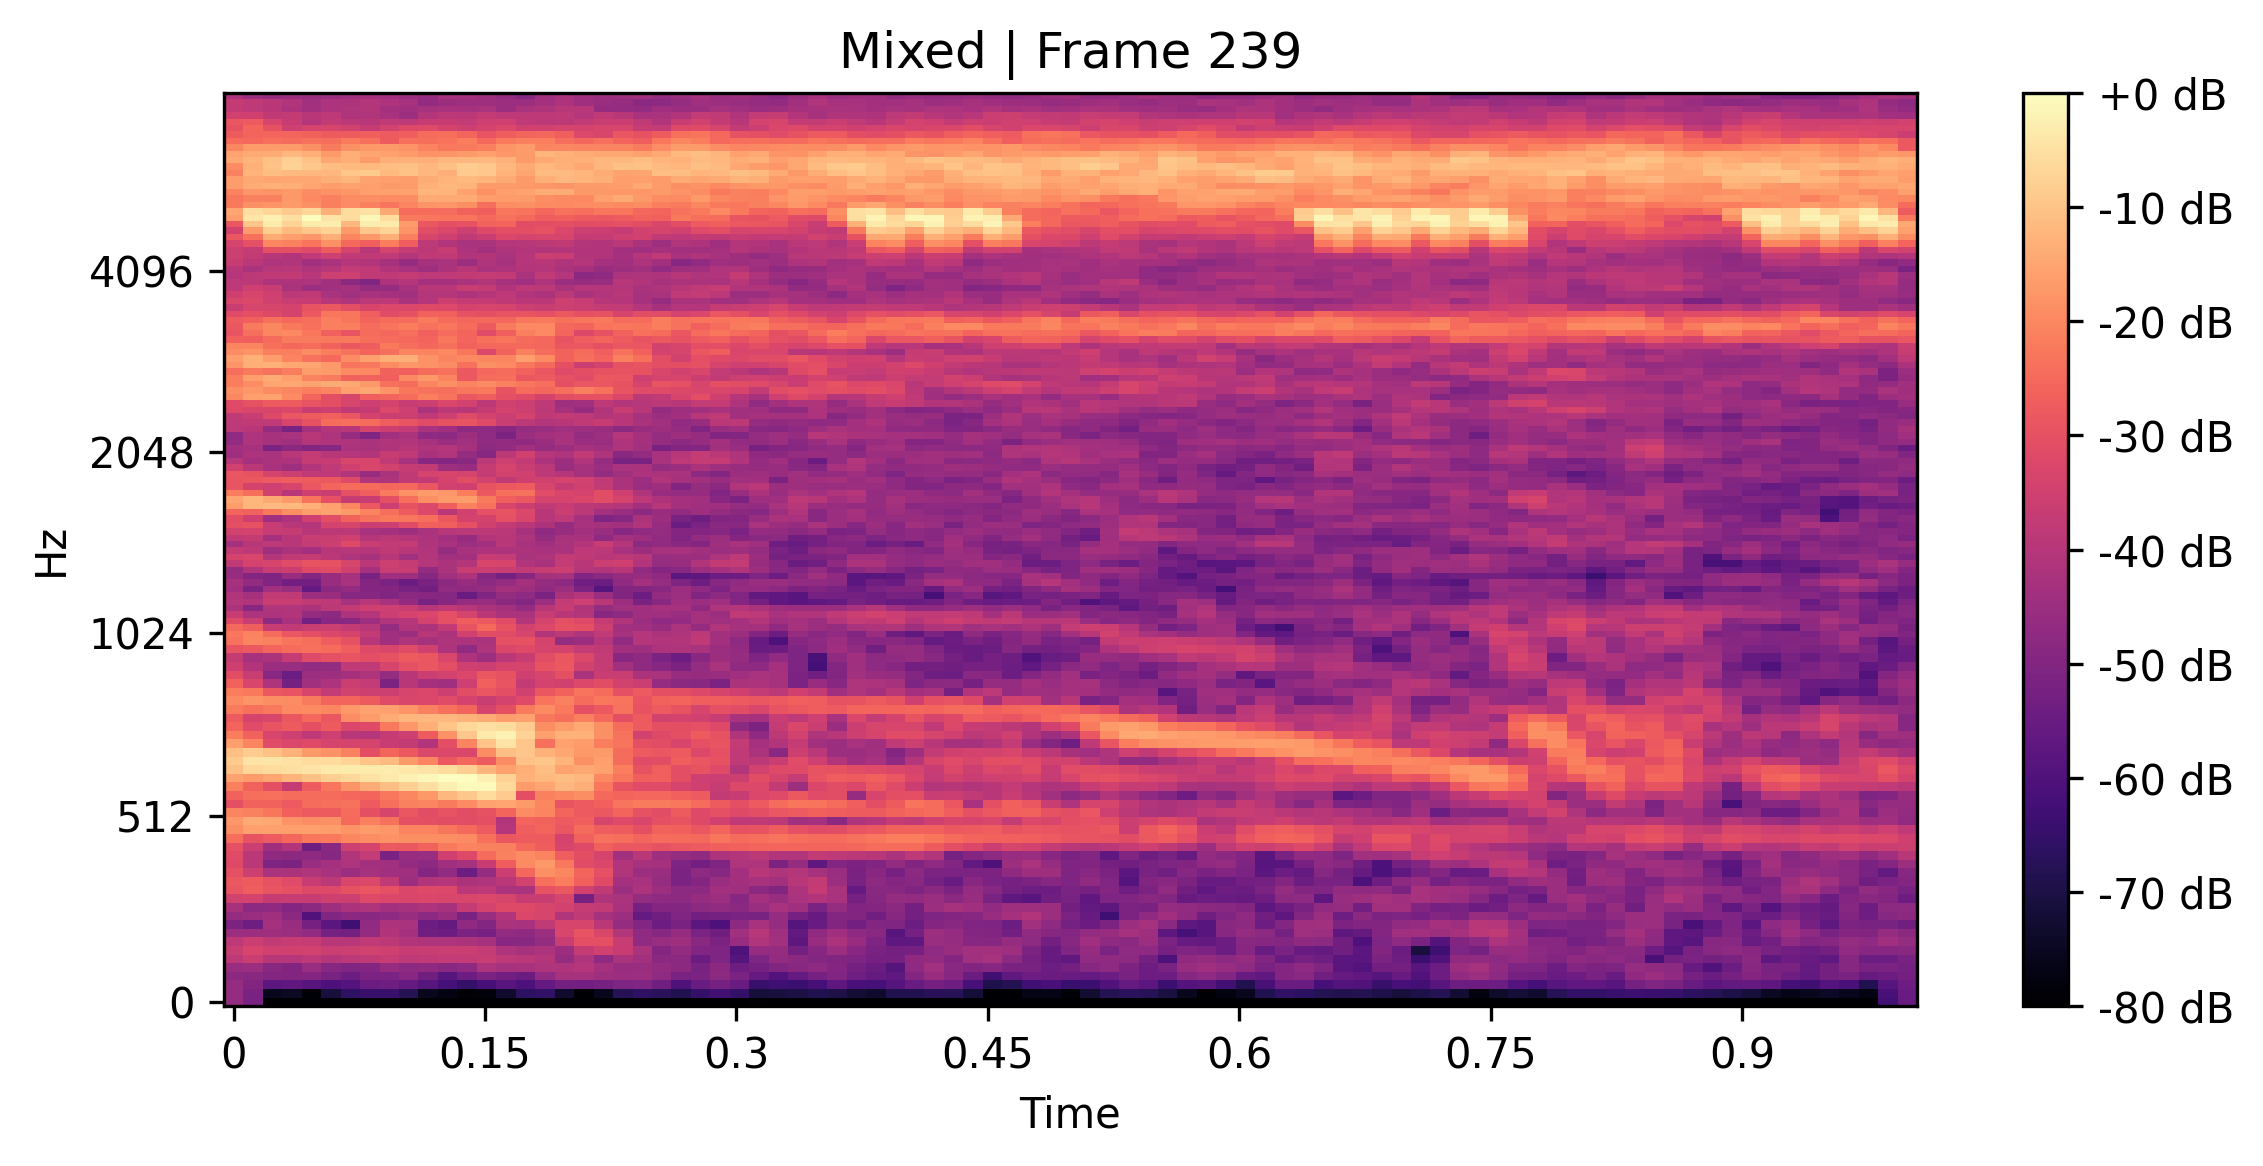 Mixed | Frame 239
Hz
4096
2048
1024
512
0
0 0.15 0.3 0.45 0.6 0.75 0.9
Time
+0 dB
-10 dB
-20 dB
-30 dB
-40 dB
-50 dB
-60 dB
-70 dB
-80 dB